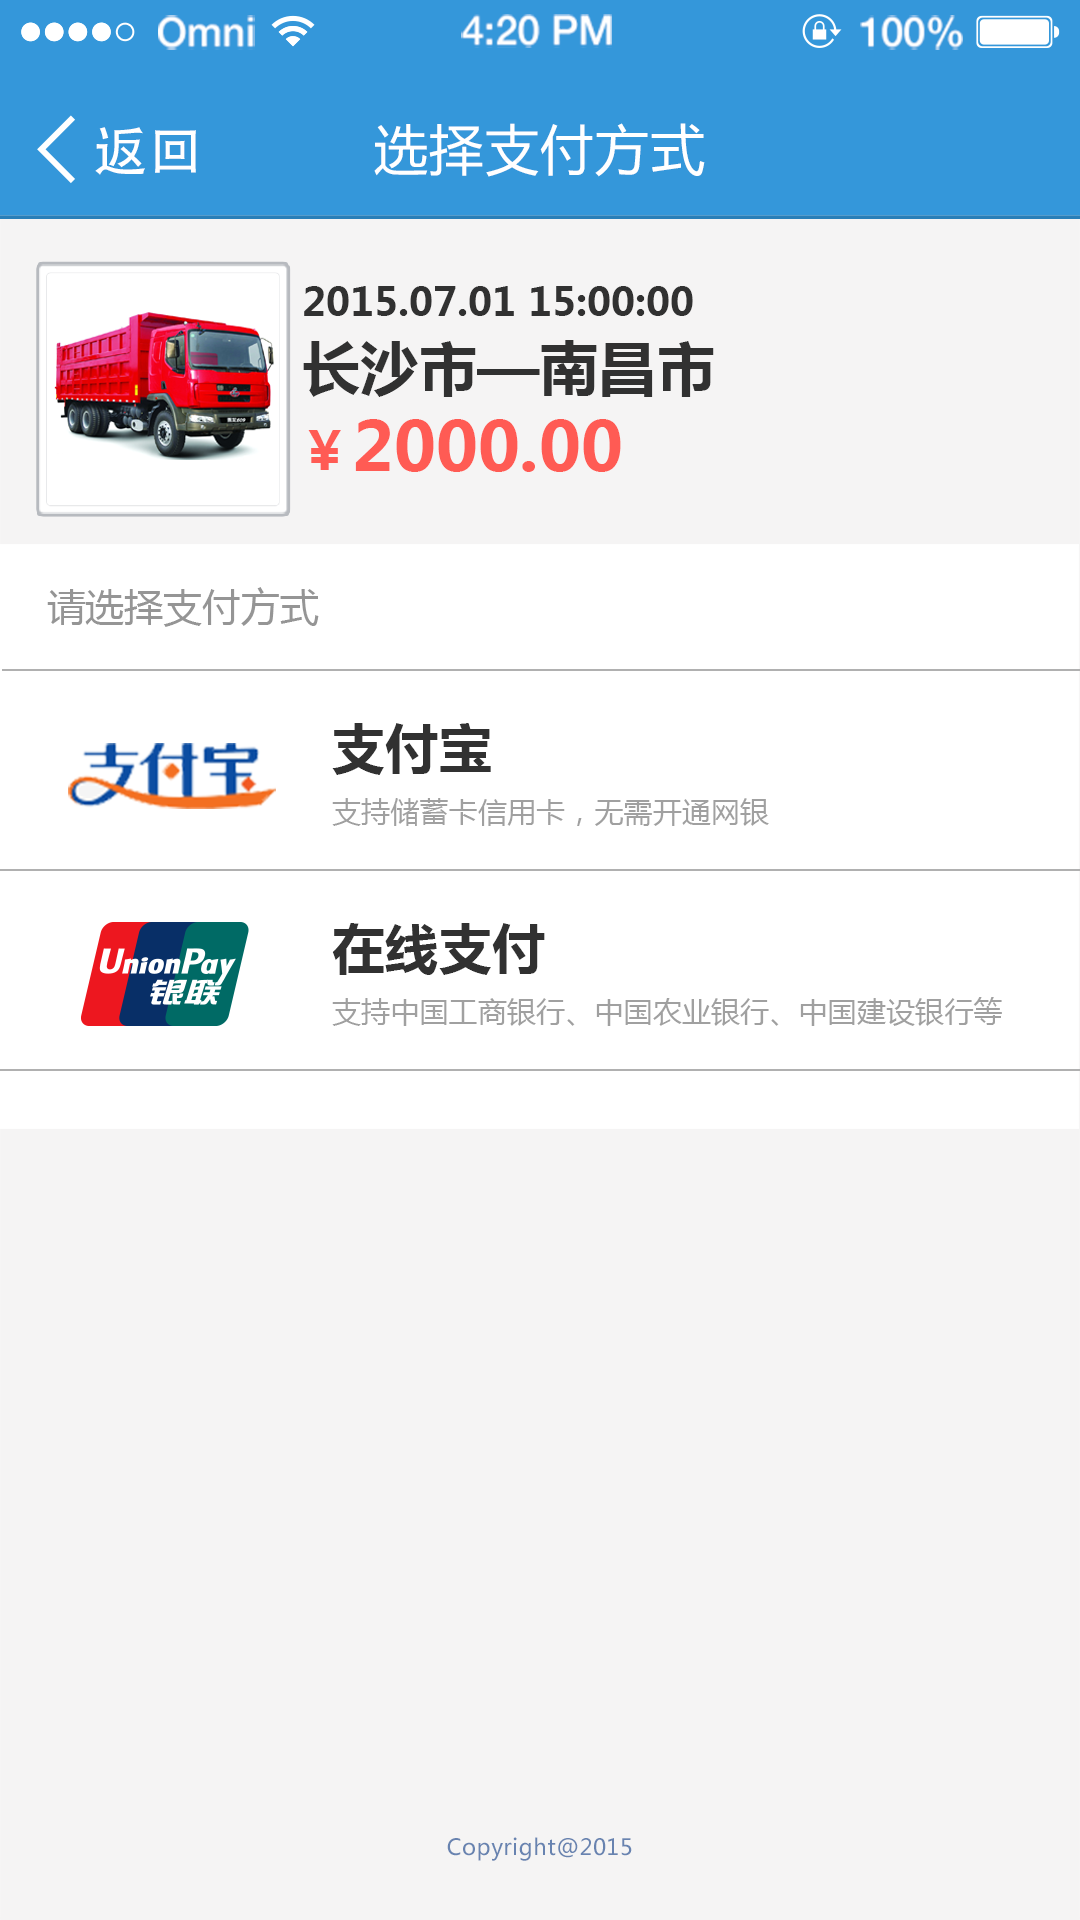 Omni 4:20 PM 100%
返回 选择支付方式
2015.07.01 15:00:00
长沙市—南昌市
¥2000.00
请选择支付方式
支付宝
支付宝
支持储蓄卡信用卡，无需开通网银
UnionPay
银联
在线支付
支持中国工商银行、中国农业银行、中国建设银行等
Copyright@2015